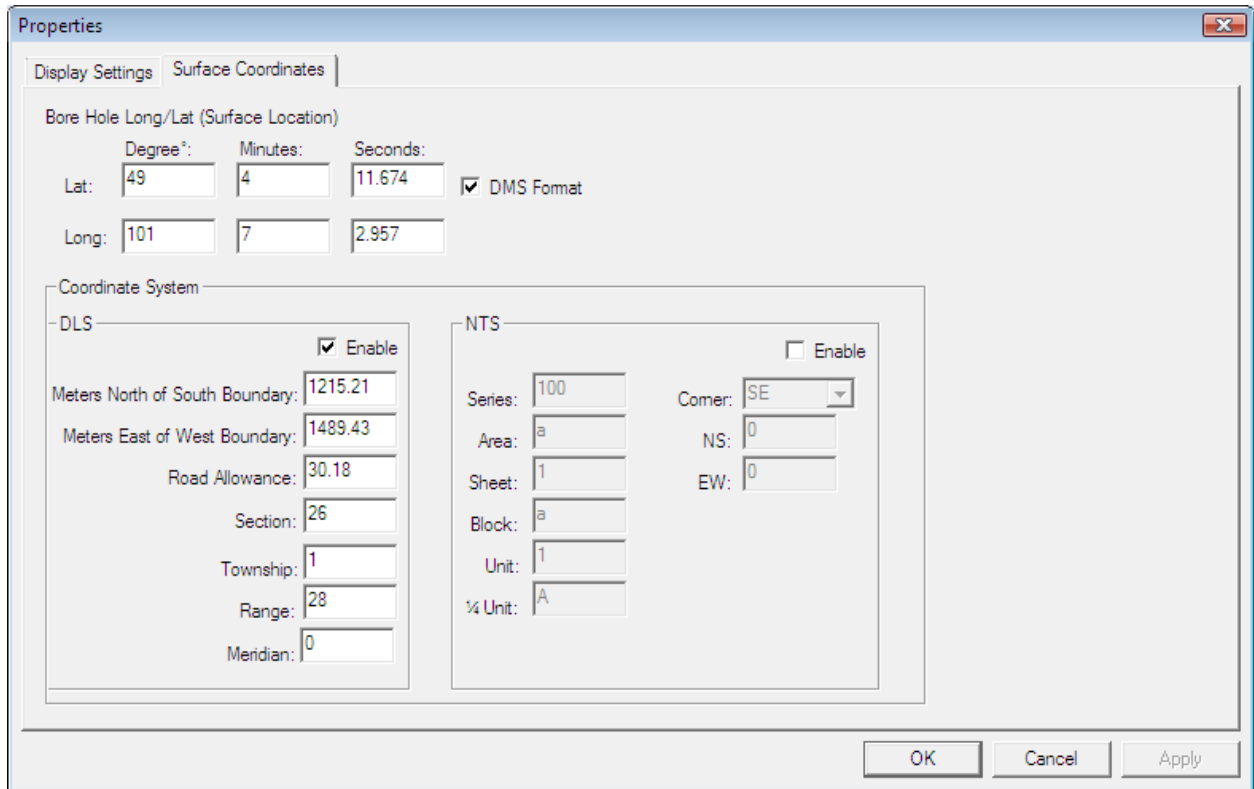 Properties
Display Settings Surface Coordinates
Bore Hole Long/Lat (Surface Location)
Degree°: Minutes: Seconds:
Lat: 49 4 11.674 DMS Format
Long: 101 7 2.957
Coordinate System
DLS
Enable
Meters North of South Boundary: 1215.21
Meters East of West Boundary: 1489.43
Road Allowance: 30.18
Section: 26
Township: 1
Range: 28
Meridian: 0
NTS
Enable
Series: 100 Corner: SE
Area: a NS: 0
Sheet: 1 EW: 0
Block: a
Unit: 1
¼ Unit: A
OK Cancel Apply